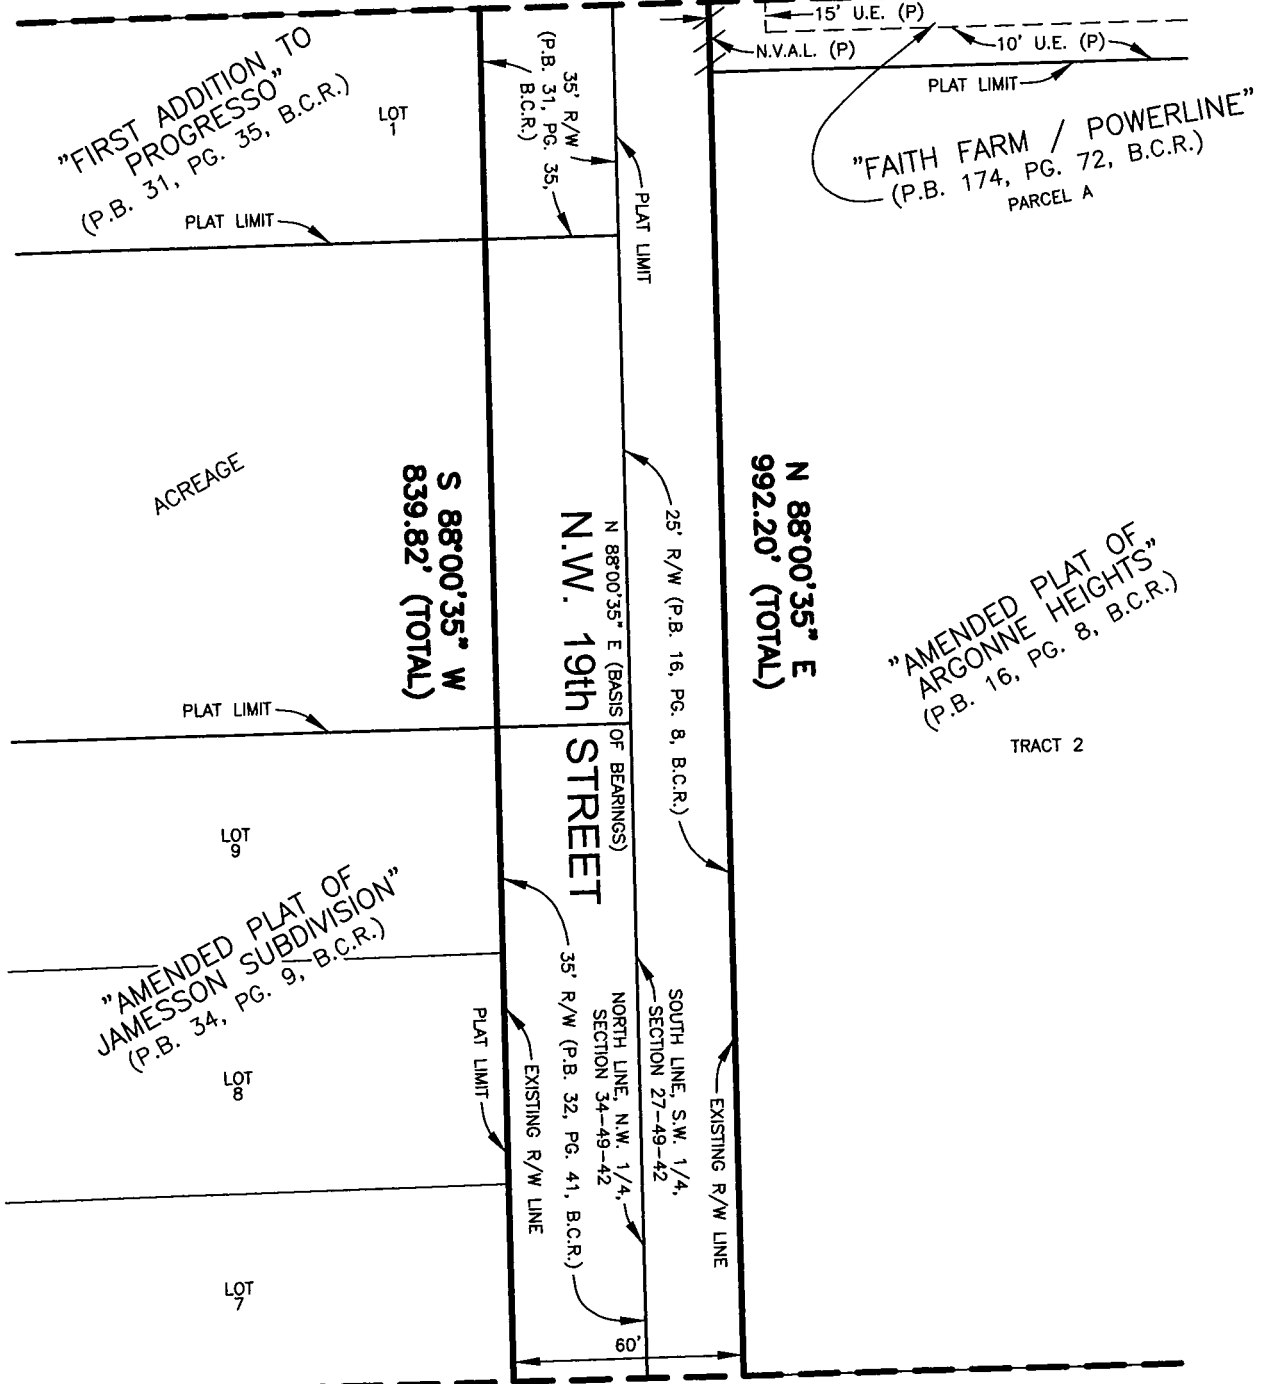 15' U.E. (P)
N.V.A.L. (P)
10' U.E. (P)
PLAT LIMIT
"FIRST ADDITION TO
PROGRESSO"
(P.B. 31, PG. 35, B.C.R.)
LOT
1
35' R/W
(P.B. 31, PG. 35,
B.C.R.)
"FAITH FARM / POWERLINE"
(P.B. 174, PG. 72, B.C.R.)
PARCEL A
PLAT LIMIT
PLAT LIMIT
ACREAGE
S 88°00'35" W
839.82' (TOTAL)
N 88°00'35" E (BASIS OF BEARINGS)
N.W. 19th STREET
25' R/W (P.B. 16, PG. 8, B.C.R.)
N 88°00'35" E
992.20' (TOTAL)
"AMENDED PLAT OF
ARGONNE HEIGHTS"
(P.B. 16, PG. 8, B.C.R.)
TRACT 2
PLAT LIMIT
LOT
9
"AMENDED PLAT OF
JAMESSON SUBDIVISION"
(P.B. 34, PG. 9, B.C.R.)
LOT
8
PLAT LIMIT
EXISTING R/W LINE
35' R/W (P.B. 32, PG. 41, B.C.R.)
SOUTH LINE, S.W. 1/4,
SECTION 27-49-42
NORTH LINE, N.W. 1/4,
SECTION 34-49-42
EXISTING R/W LINE
LOT
7
60'